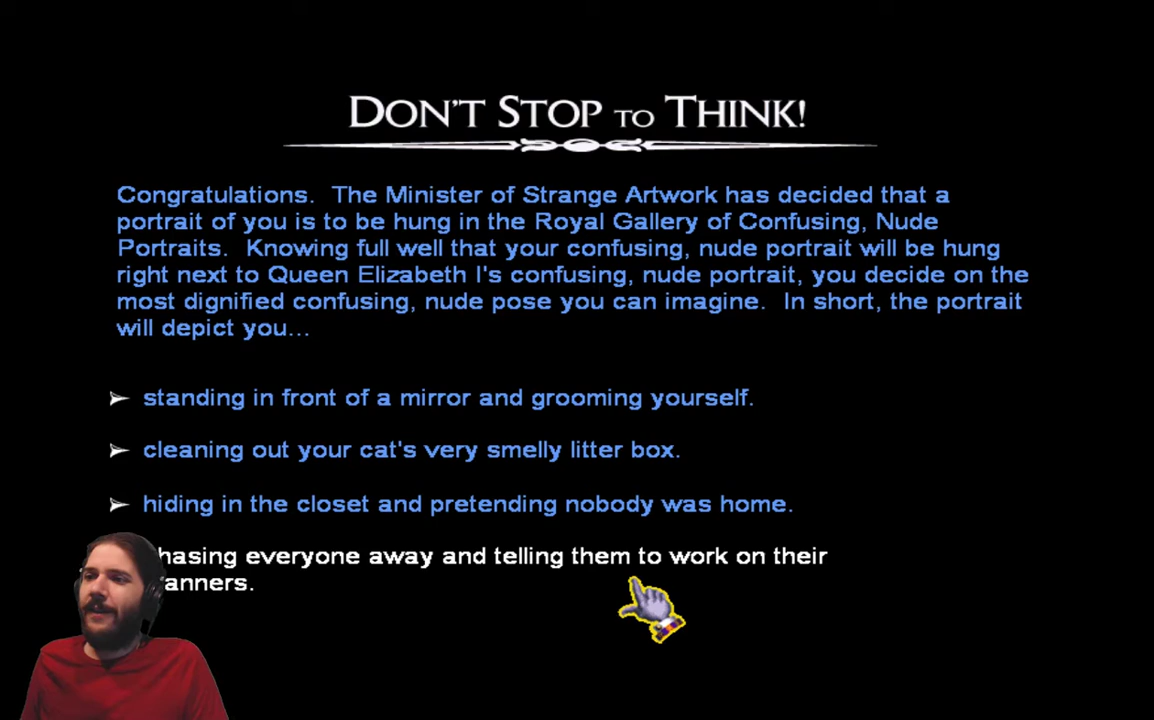 DON'T STOP TO THINK!
Congratulations.  The Minister of Strange Artwork has decided that a
portrait of you is to be hung in the Royal Gallery of Confusing, Nude
Portraits.  Knowing full well that your confusing, nude portrait will be hung
right next to Queen Elizabeth I's confusing, nude portrait, you decide on the
most dignified confusing, nude pose you can imagine.  In short, the portrait
will depict you...
standing in front of a mirror and grooming yourself.
cleaning out your cat's very smelly litter box.
hiding in the closet and pretending nobody was home.
hasing everyone away and telling them to work on their
anners.